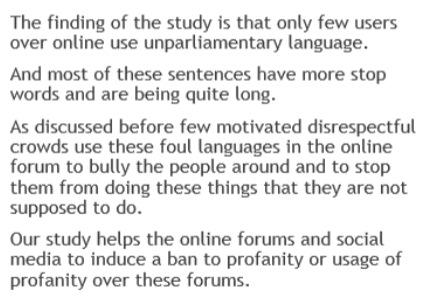 The finding of the study is that only few users
over online use unparliamentary language.
And most of these sentences have more stop
words and are being quite long.
As discussed before few motivated disrespectful
crowds use these foul languages in the online
forum to bully the people around and to stop
them from doing these things that they are not
supposed to do.
Our study helps the online forums and social
media to induce a ban to profanity or usage of
profanity over these forums.